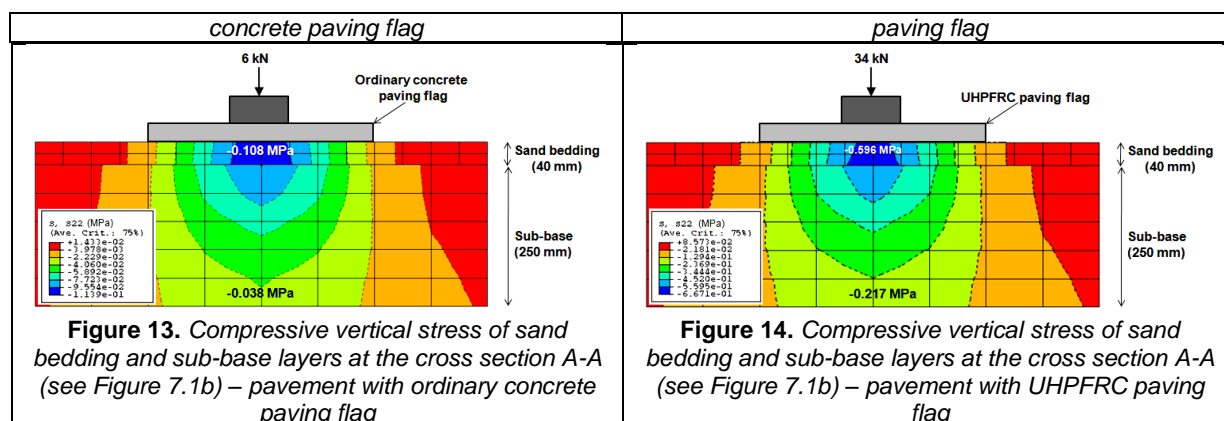 concrete paving flag
paving flag
6 kN
Ordinary concrete
paving flag
-0.108 MPa
Sand bedding
(40 mm)
Sub-base
(250 mm)
s, s22 (MPa)
(Ave. Crit.: 75%)
+1.433e-02
-3.978e-03
-2.229e-02
-4.060e-02
-5.892e-02
-7.723e-02
-9.554e-02
-1.139e-01
-0.038 MPa
Figure 13. Compressive vertical stress of sand
bedding and sub-base layers at the cross section A-A
(see Figure 7.1b) – pavement with ordinary concrete
paving flag
34 kN
UHPFRC paving flag
-0.596 MPa
Sand bedding
(40 mm)
Sub-base
(250 mm)
s, s22 (MPa)
(Ave. Crit.: 75%)
+8.573e-02
-2.181e-02
-1.294e-01
-2.369e-01
-3.444e-01
-4.520e-01
-5.595e-01
-6.671e-01
-0.217 MPa
Figure 14. Compressive vertical stress of sand
bedding and sub-base layers at the cross section A-A
(see Figure 7.1b) – pavement with UHPFRC paving
flag